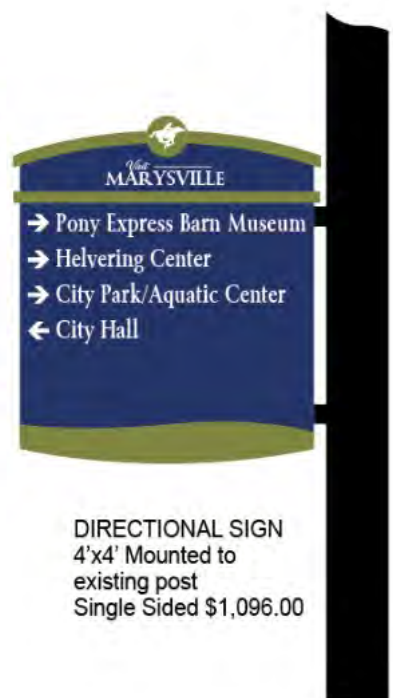 Visit
MARYSVILLE
→ Pony Express Barn Museum
→ Helvering Center
→ City Park/Aquatic Center
← City Hall
DIRECTIONAL SIGN
4'x4' Mounted to
existing post
Single Sided $1,096.00